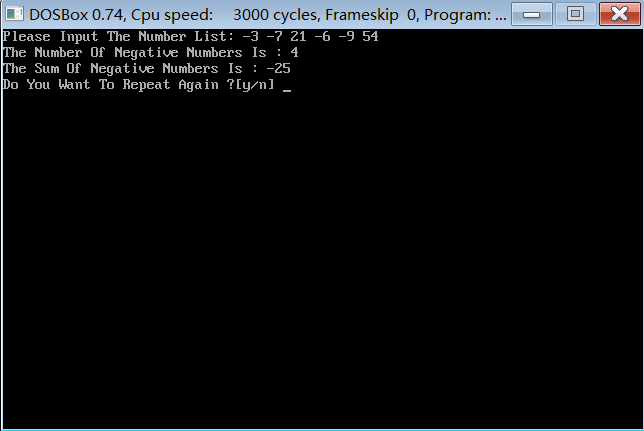 DOSBox 0.74, Cpu speed: 3000 cycles, Frameskip 0, Program: ...
Please Input The Number List: -3 -7 21 -6 -9 54
The Number Of Negative Numbers Is : 4
The Sum Of Negative Numbers Is : -25
Do You Want To Repeat Again ?[y/n] _